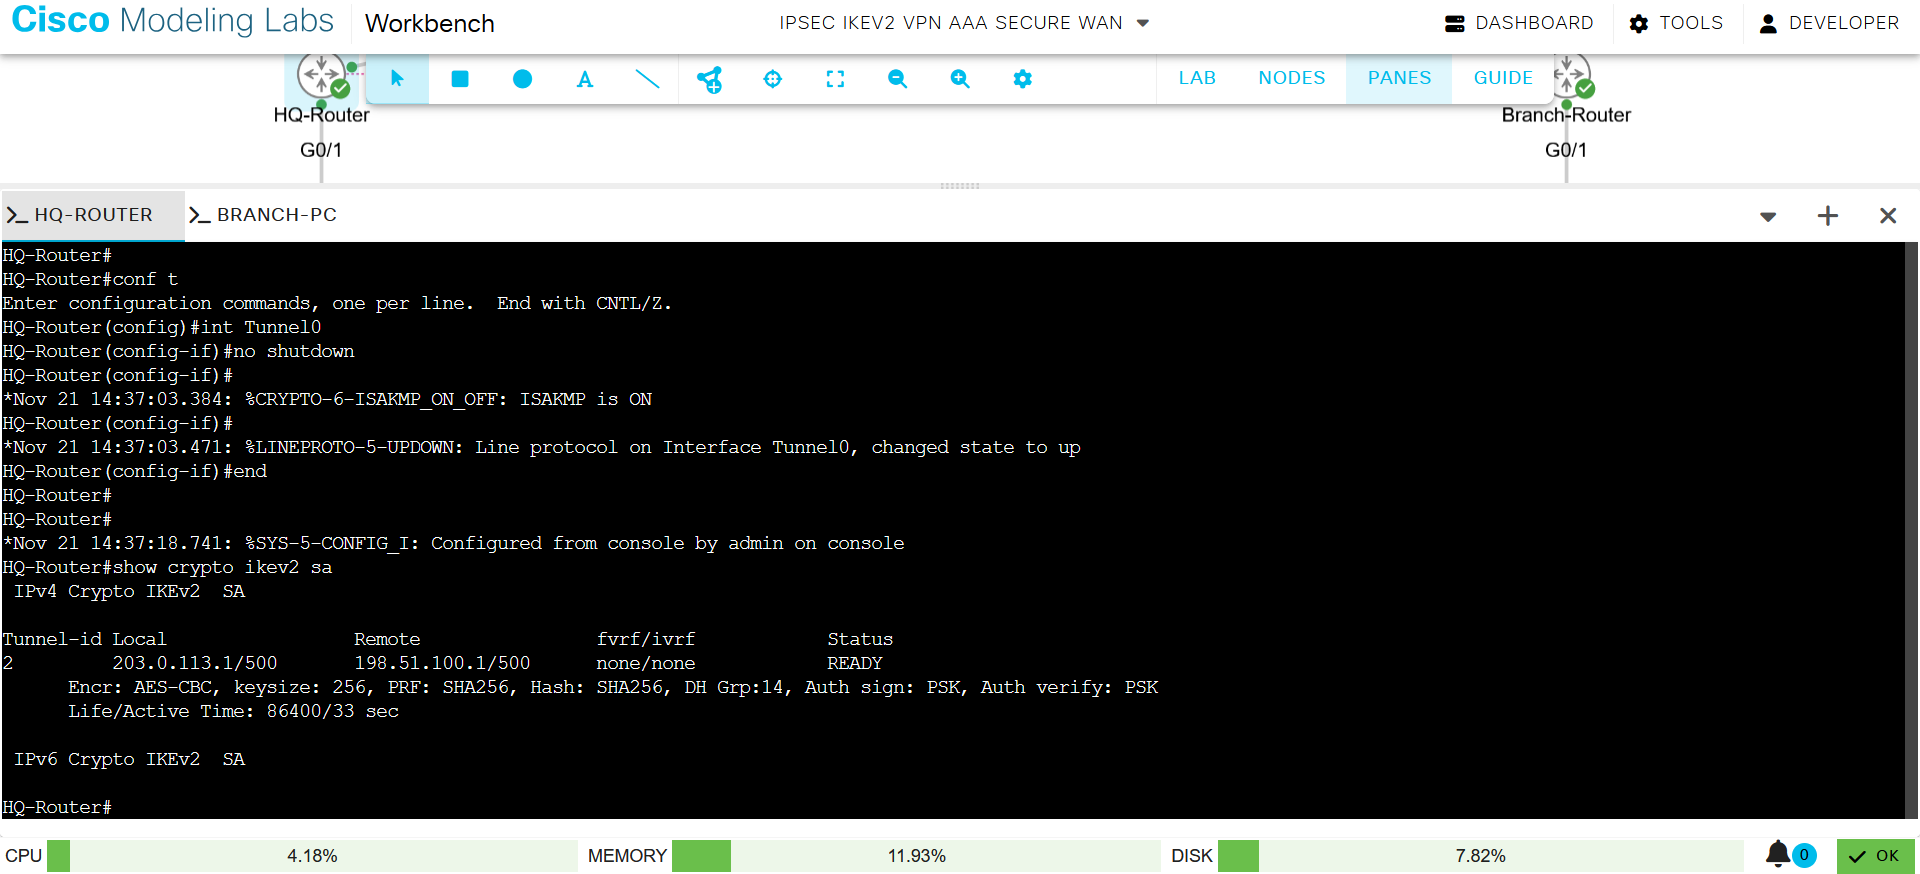 Cisco Modeling Labs Workbench IPSEC IKEV2 VPN AAA SECURE WAN DASHBOARD TOOLS DEVELOPER
A LAB NODES PANES GUIDE
HQ-Router Branch-Router
G0/1 G0/1
HQ-ROUTER BRANCH-PC
HQ-Router#
HQ-Router#conf t
Enter configuration commands, one per line.  End with CNTL/Z.
HQ-Router(config)#int Tunnel0
HQ-Router(config-if)#no shutdown
HQ-Router(config-if)#
*Nov 21 14:37:03.384: %CRYPTO-6-ISAKMP_ON_OFF: ISAKMP is ON
HQ-Router(config-if)#
*Nov 21 14:37:03.471: %LINEPROTO-5-UPDOWN: Line protocol on Interface Tunnel0, changed state to up
HQ-Router(config-if)#end
HQ-Router#
HQ-Router#
*Nov 21 14:37:18.741: %SYS-5-CONFIG_I: Configured from console by admin on console
HQ-Router#show crypto ikev2 sa
 IPv4 Crypto IKEv2  SA

Tunnel-id Local                 Remote                fvrf/ivrf            Status
2         203.0.113.1/500       198.51.100.1/500      none/none            READY
      Encr: AES-CBC, keysize: 256, PRF: SHA256, Hash: SHA256, DH Grp:14, Auth sign: PSK, Auth verify: PSK
      Life/Active Time: 86400/33 sec

 IPv6 Crypto IKEv2  SA

HQ-Router#
CPU 4.18% MEMORY 11.93% DISK 7.82% 0 OK